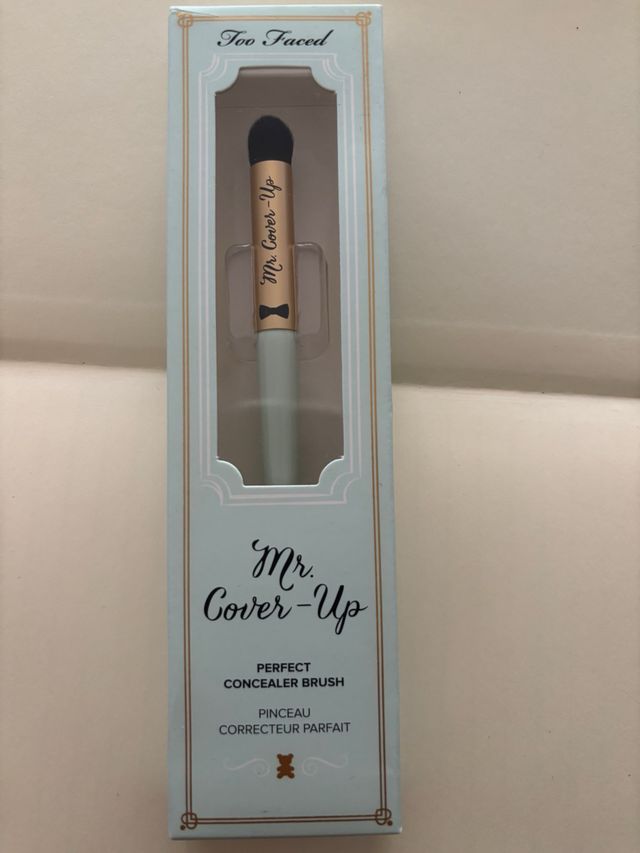 Too Faced
Mr. Cover-Up
Mr.
Cover-Up
PERFECT
CONCEALER BRUSH
PINCEAU
CORRECTEUR PARFAIT